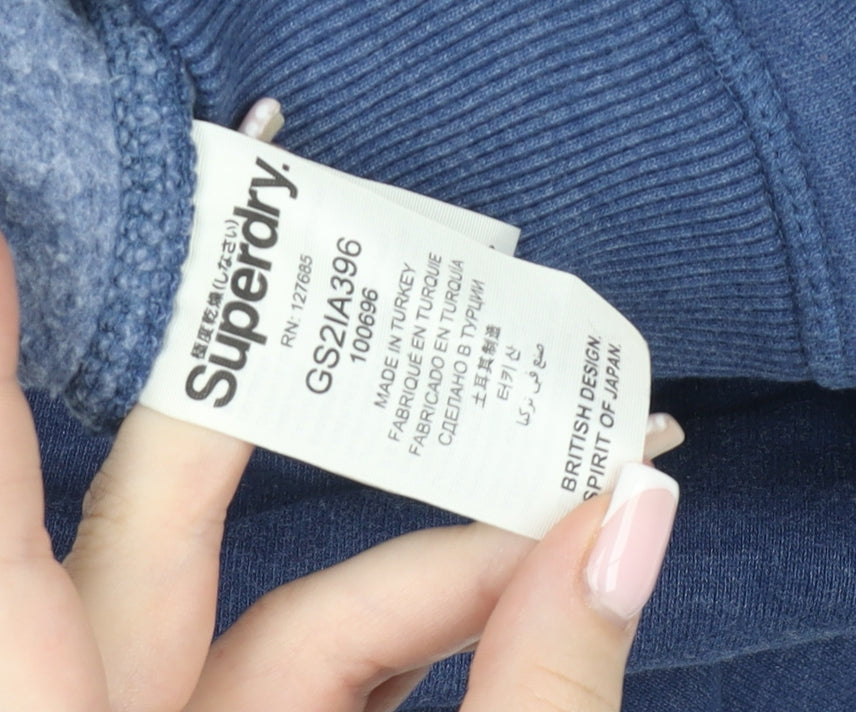 極度乾燥(しなさい)
Superdry.
RN: 127685
GS2IA396
100696
MADE IN TURKEY
FABRIQUÉ EN TURQUIE
FABRICADO EN TURQUÍA
СДЕЛАНО В ТУРЦИИ
土耳其制造
터키 산
صنع في تركيا
BRITISH DESIGN.
SPIRIT OF JAPAN.